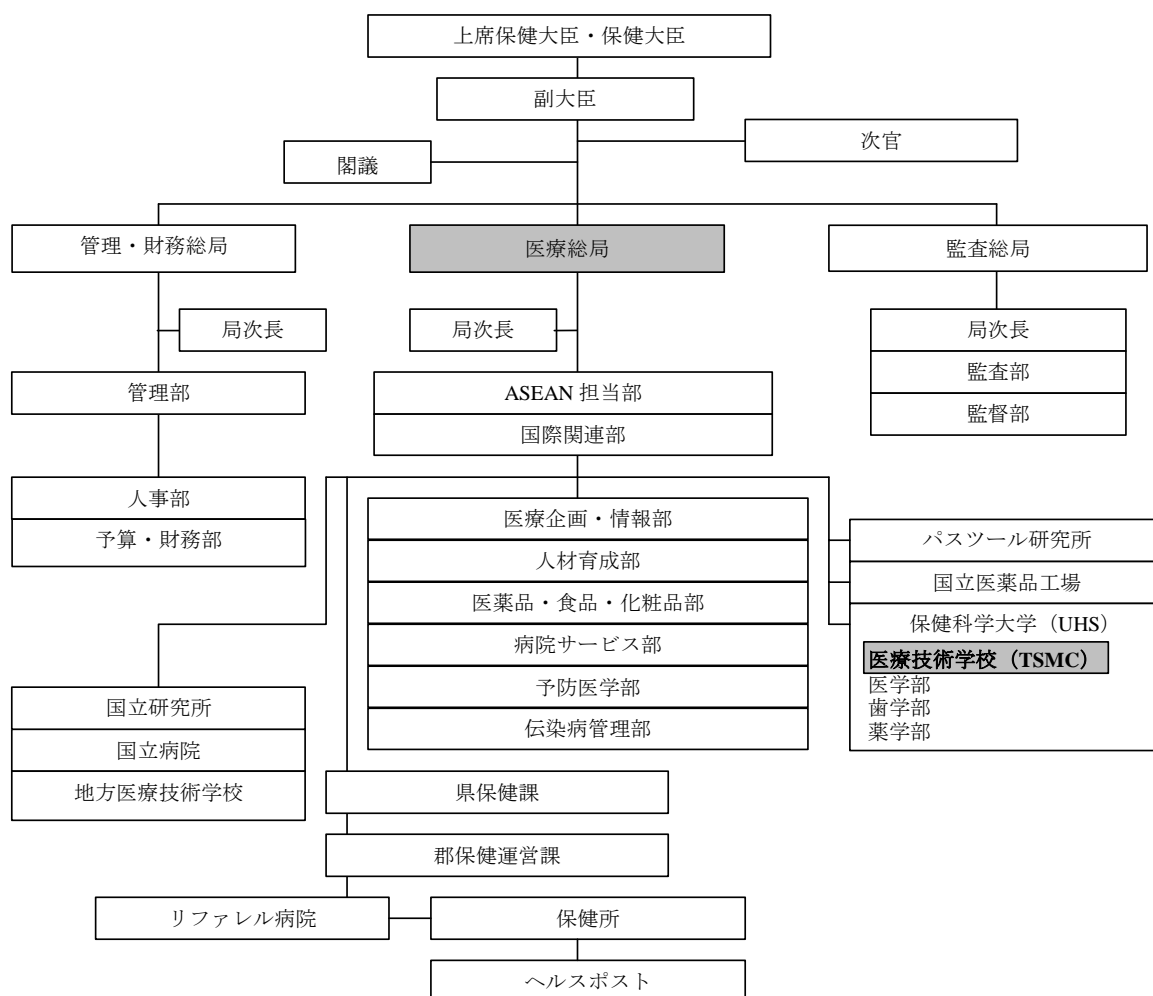 上席保健大臣・保健大臣
副大臣
次官
閣議
管理・財務総局
医療総局
監査総局
局次長
局次長
局次長
監査部
監督部
管理部
ASEAN 担当部
国際関連部
人事部
予算・財務部
医療企画・情報部
人材育成部
医薬品・食品・化粧品部
病院サービス部
予防医学部
伝染病管理部
パスツール研究所
国立医薬品工場
保健科学大学（UHS）
医療技術学校（TSMC）
医学部
歯学部
薬学部
国立研究所
国立病院
地方医療技術学校
県保健課
郡保健運営課
リファレル病院
保健所
ヘルスポスト